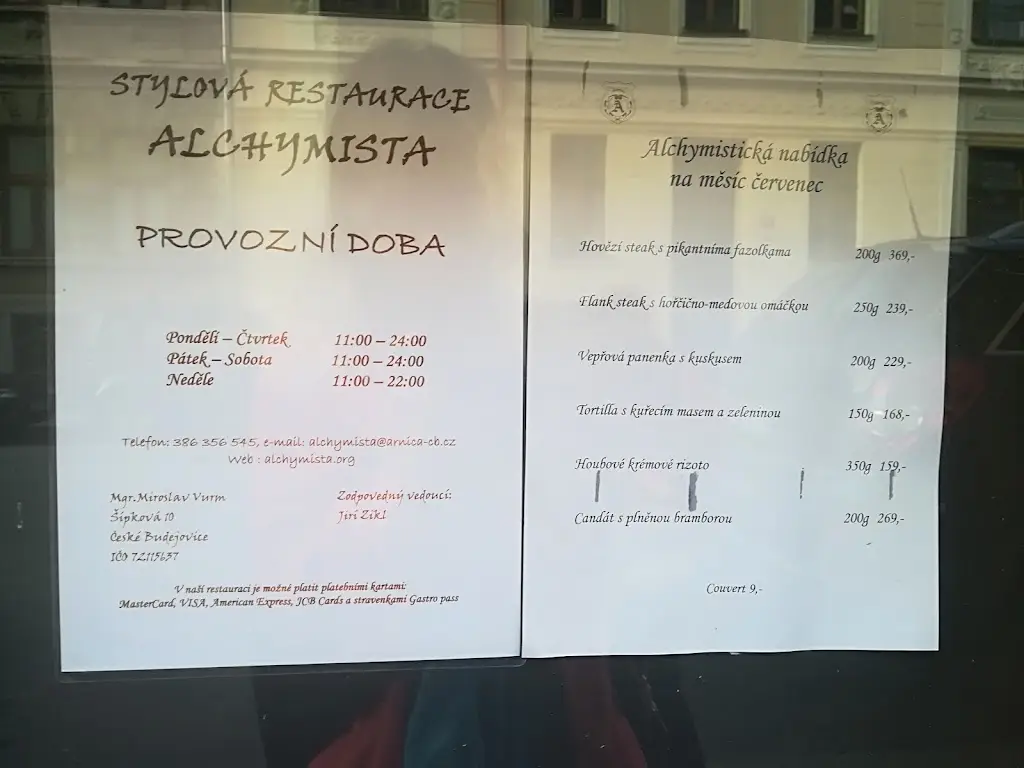 STYLOVÁ RESTAURACE
ALCHYMISTA
PROVOZNÍ DOBA
Pondělí – Čtvrtek 11:00 – 24:00
Pátek – Sobota 11:00 – 24:00
Neděle 11:00 – 22:00
Telefon: 386 356 545, e-mail: alchymista@arnica-cb.cz
Web : alchymista.org
Mgr. Miroslav Vurm
Šípková 10
České Budejovice
IČO 72115637
Zodpovedný vedoucí:
Jiří Zikl
V naší restauraci je možné platit platebními kartami:
MasterCard, VISA, American Express, JCB Cards a stravenkami Gastro pass
A A
Alchymistická nabídka
na měsíc červenec
Hovězí steak s pikantníma fazolkama 200g 369,-
Flank steak s hořčično-medovou omáčkou 250g 239,-
Vepřová panenka s kuskusem 200g 229,-
Tortilla s kuřecím masem a zeleninou 150g 168,-
Houbové krémové rizoto 350g 159,-
Candát s plněnou bramborou 200g 269,-
Couvert 9,-